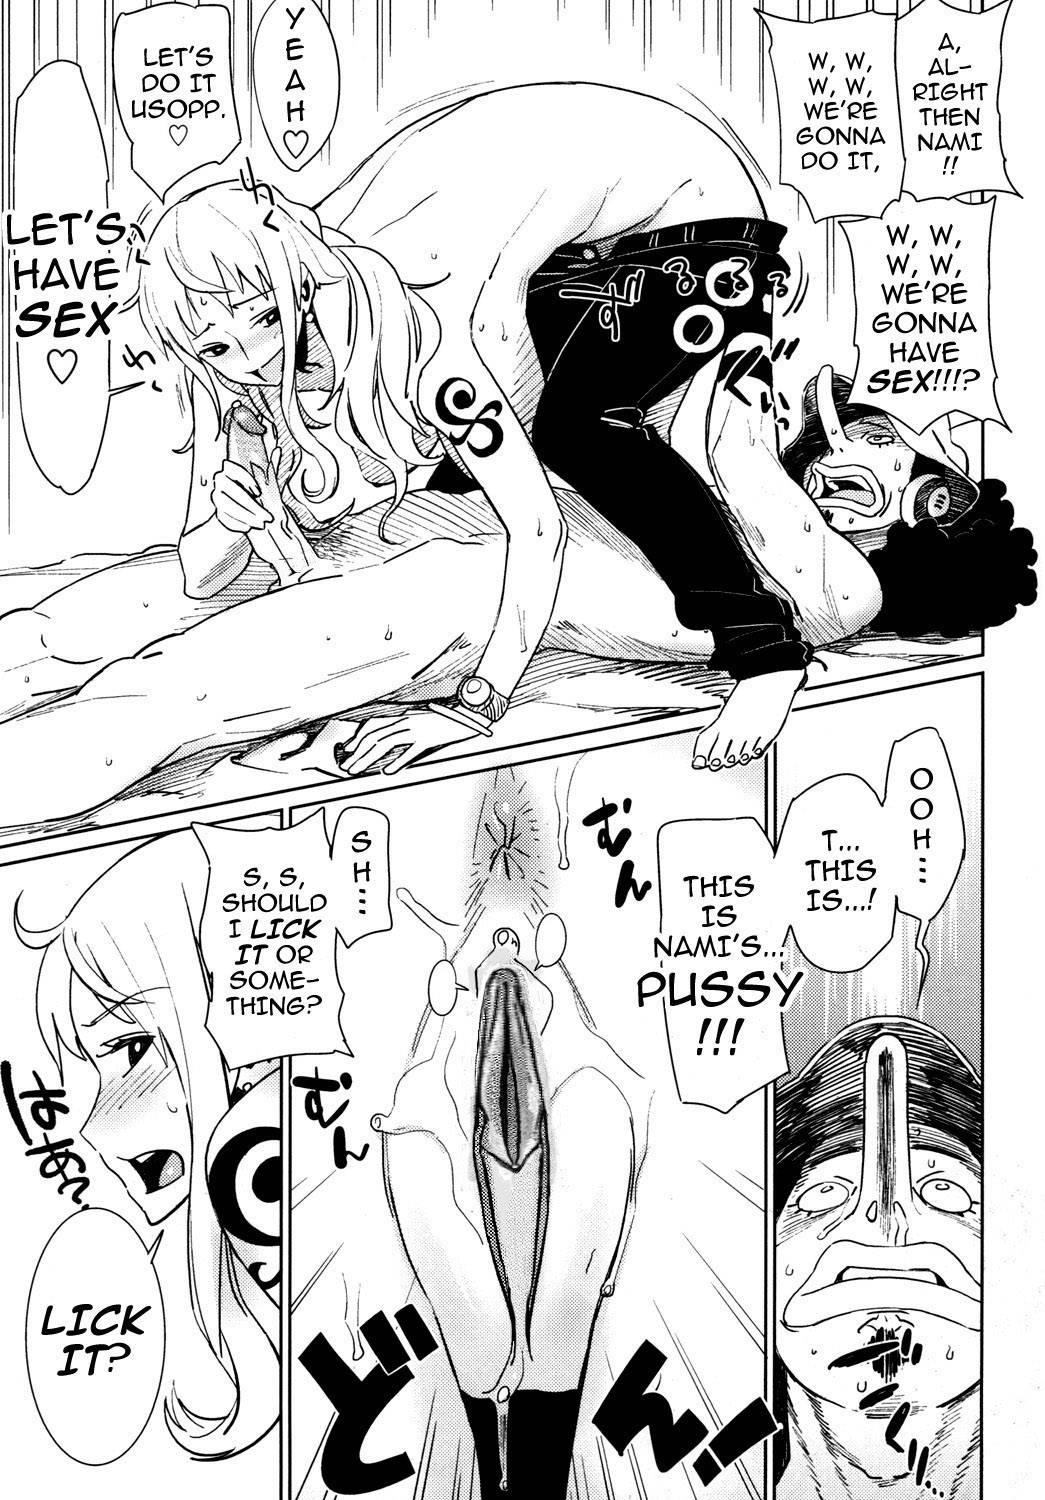 A,
AL-
RIGHT
THEN
NAMI
!!
W, W,
W, W,
WE'RE
GONNA
DO IT,
W, W,
W, W,
WE'RE
GONNA
HAVE
SEX!!!?
YEAH♡
LET'S
DO IT
USOPP.
♡
LET'S
HAVE
SEX
♡
OOH...
T...
THIS
IS...!
THIS
IS
NAMI'S...
PUSSY
!!!
むん
むん
どん!!
SH...
S, S,
SHOULD
I LICK
IT OR
SOME-
THING?
LICK
IT?